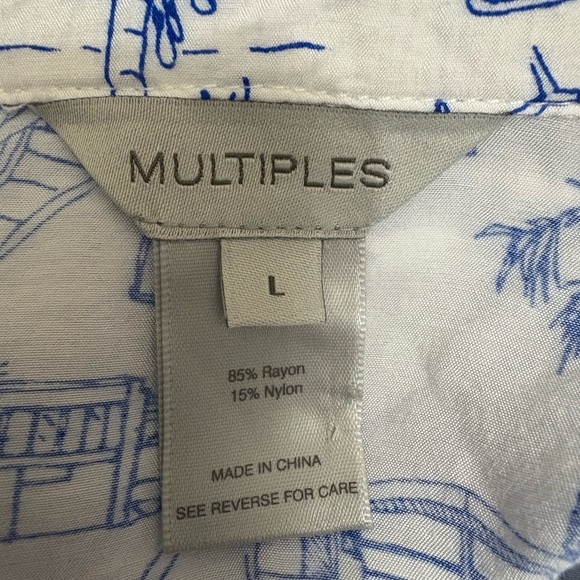 MULTIPLES
L
85% Rayon
15% Nylon
MADE IN CHINA
SEE REVERSE FOR CARE